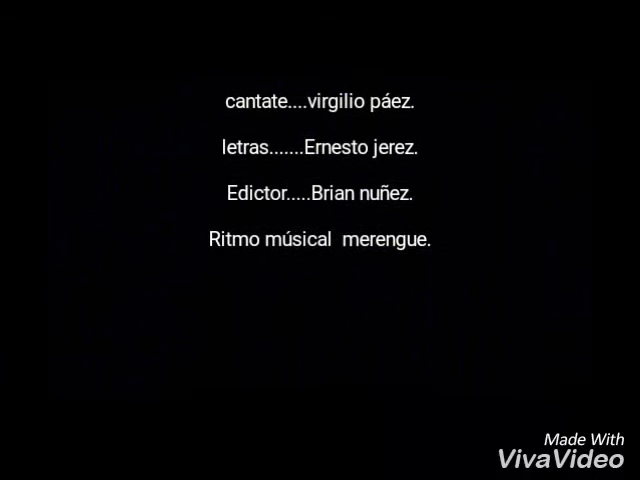 cantate....virgilio páez.
letras.......Ernesto jerez.
Edictor.....Brian nuñez.
Ritmo músical  merengue.
Made With
VivaVideo